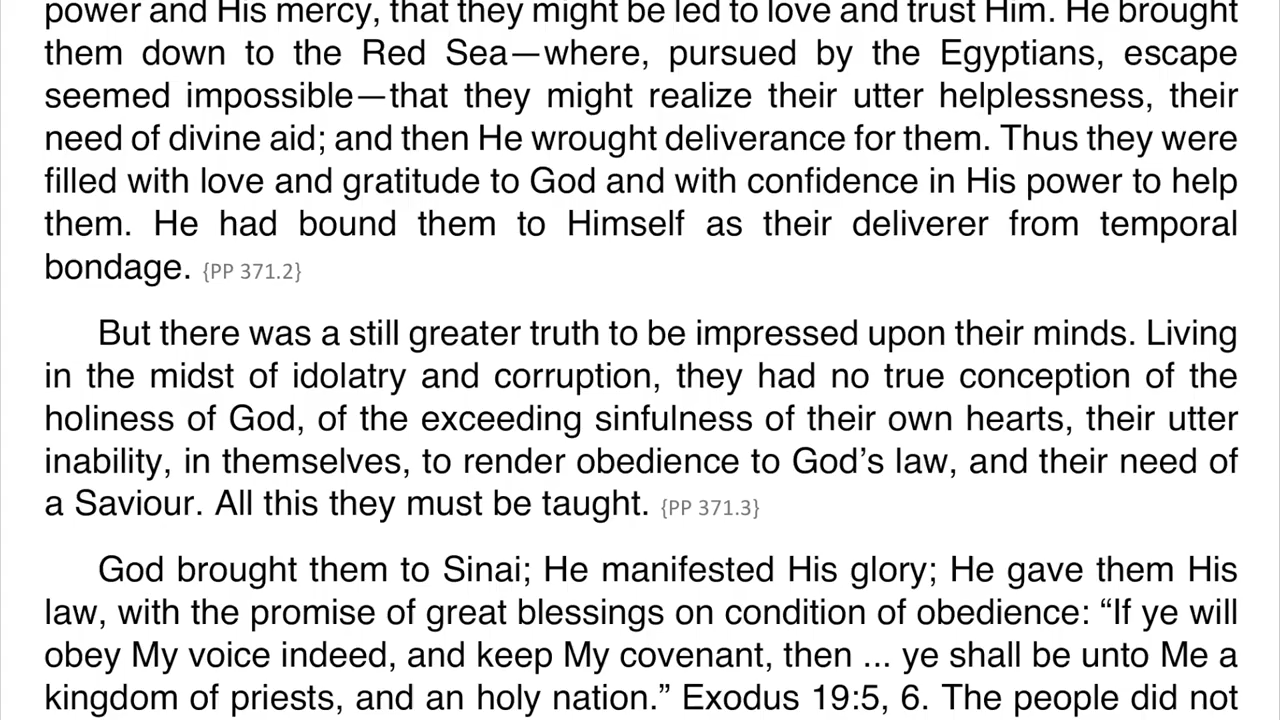 power and His mercy, that they might be led to love and trust Him. He brought
them down to the Red Sea—where, pursued by the Egyptians, escape
seemed impossible—that they might realize their utter helplessness, their
need of divine aid; and then He wrought deliverance for them. Thus they were
filled with love and gratitude to God and with confidence in His power to help
them. He had bound them to Himself as their deliverer from temporal
bondage. {PP 371.2}
But there was a still greater truth to be impressed upon their minds. Living
in the midst of idolatry and corruption, they had no true conception of the
holiness of God, of the exceeding sinfulness of their own hearts, their utter
inability, in themselves, to render obedience to God’s law, and their need of
a Saviour. All this they must be taught. {PP 371.3}
God brought them to Sinai; He manifested His glory; He gave them His
law, with the promise of great blessings on condition of obedience: “If ye will
obey My voice indeed, and keep My covenant, then ... ye shall be unto Me a
kingdom of priests, and an holy nation.” Exodus 19:5, 6. The people did not